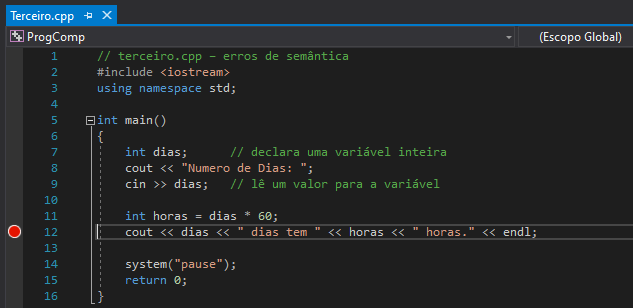 Terceiro.cpp
ProgComp (Escopo Global)
1 // terceiro.cpp – erros de semântica
2 #include <iostream>
3 using namespace std;
4
5 int main()
6 {
7 int dias; // declara uma variável inteira
8 cout << "Numero de Dias: ";
9 cin >> dias; // lê um valor para a variável
10
11 int horas = dias * 60;
12 cout << dias << " dias tem " << horas << " horas." << endl;
13
14 system("pause");
15 return 0;
16 }